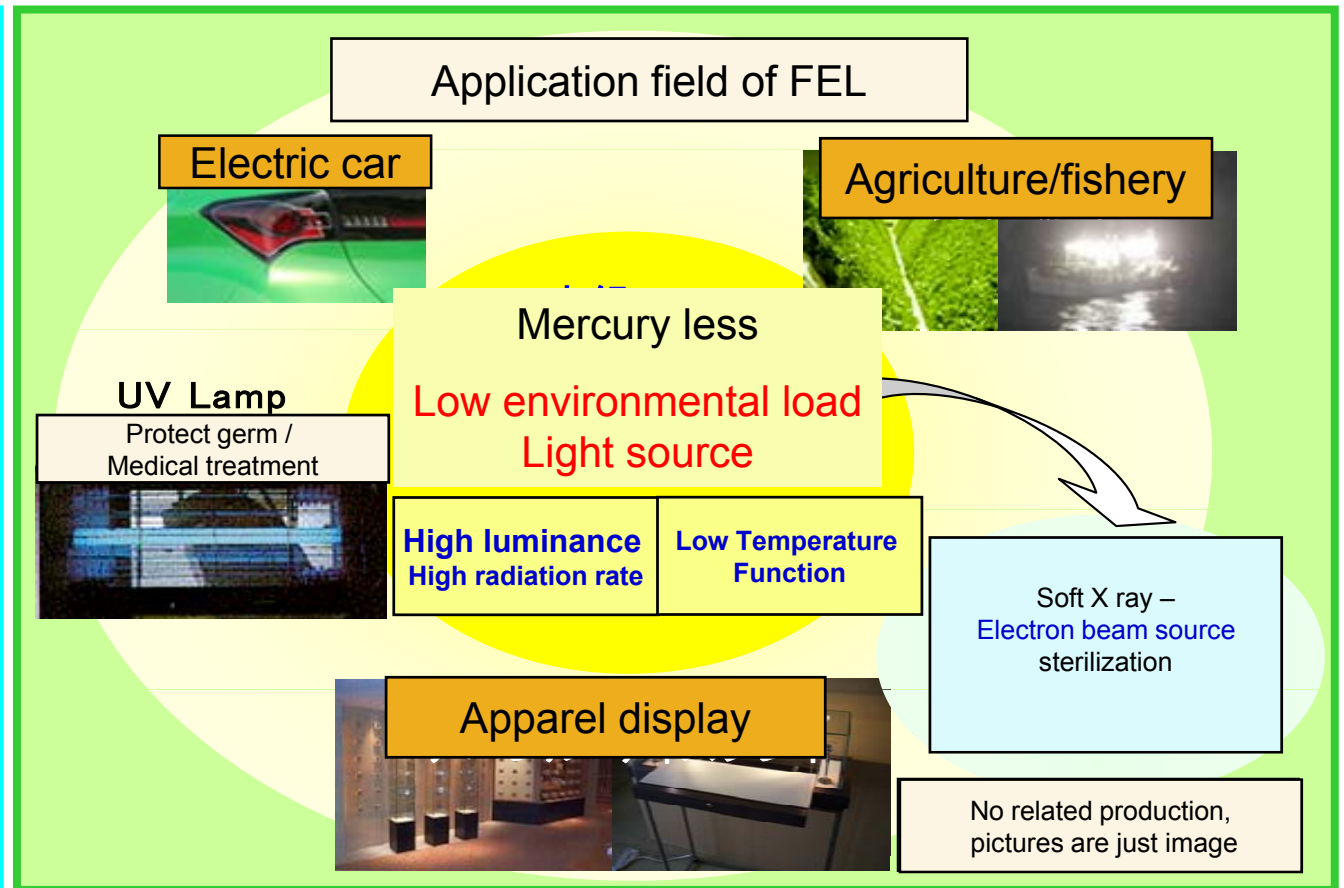 Application field of FEL
Electric car
Agriculture/fishery
Mercury less
Low environmental load
Light source
UV Lamp
Protect germ /
Medical treatment
High luminance
High radiation rate
Low Temperature
Function
Soft X ray –
Electron beam source
sterilization
Apparel display
No related production,
pictures are just image